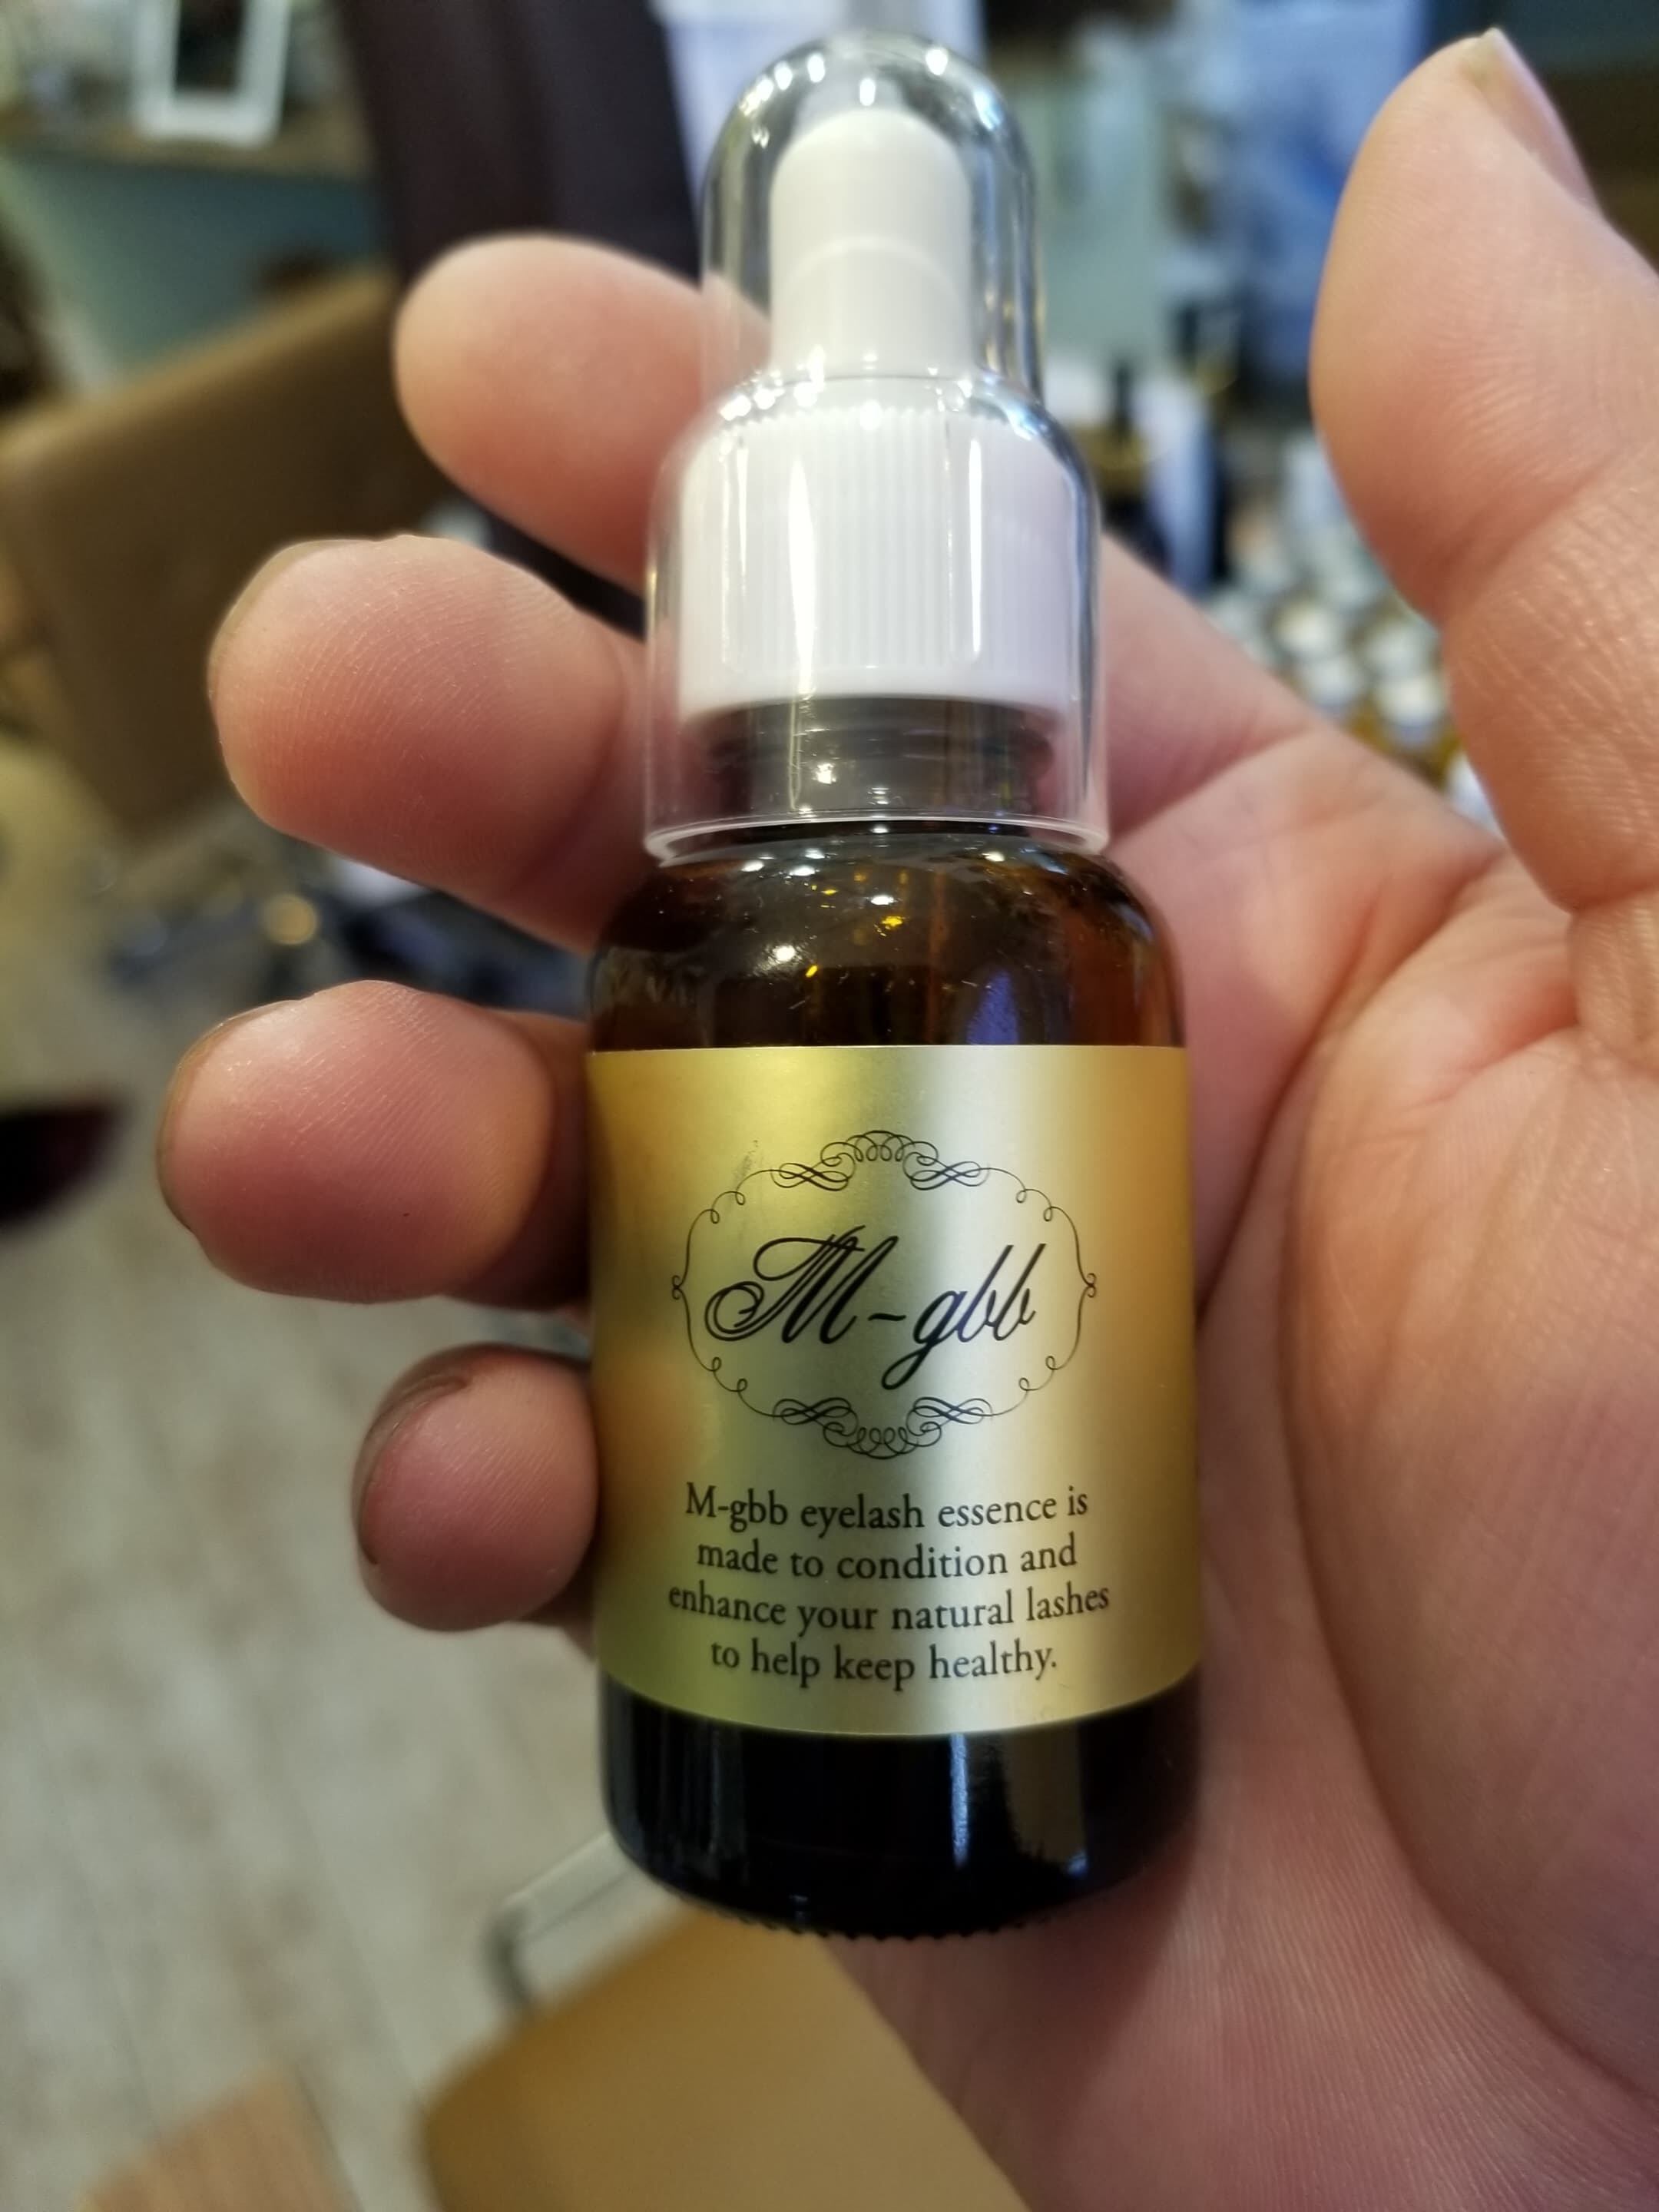 M-gbb
M-gbb eyelash essence is
made to condition and
enhance your natural lashes
to help keep healthy.